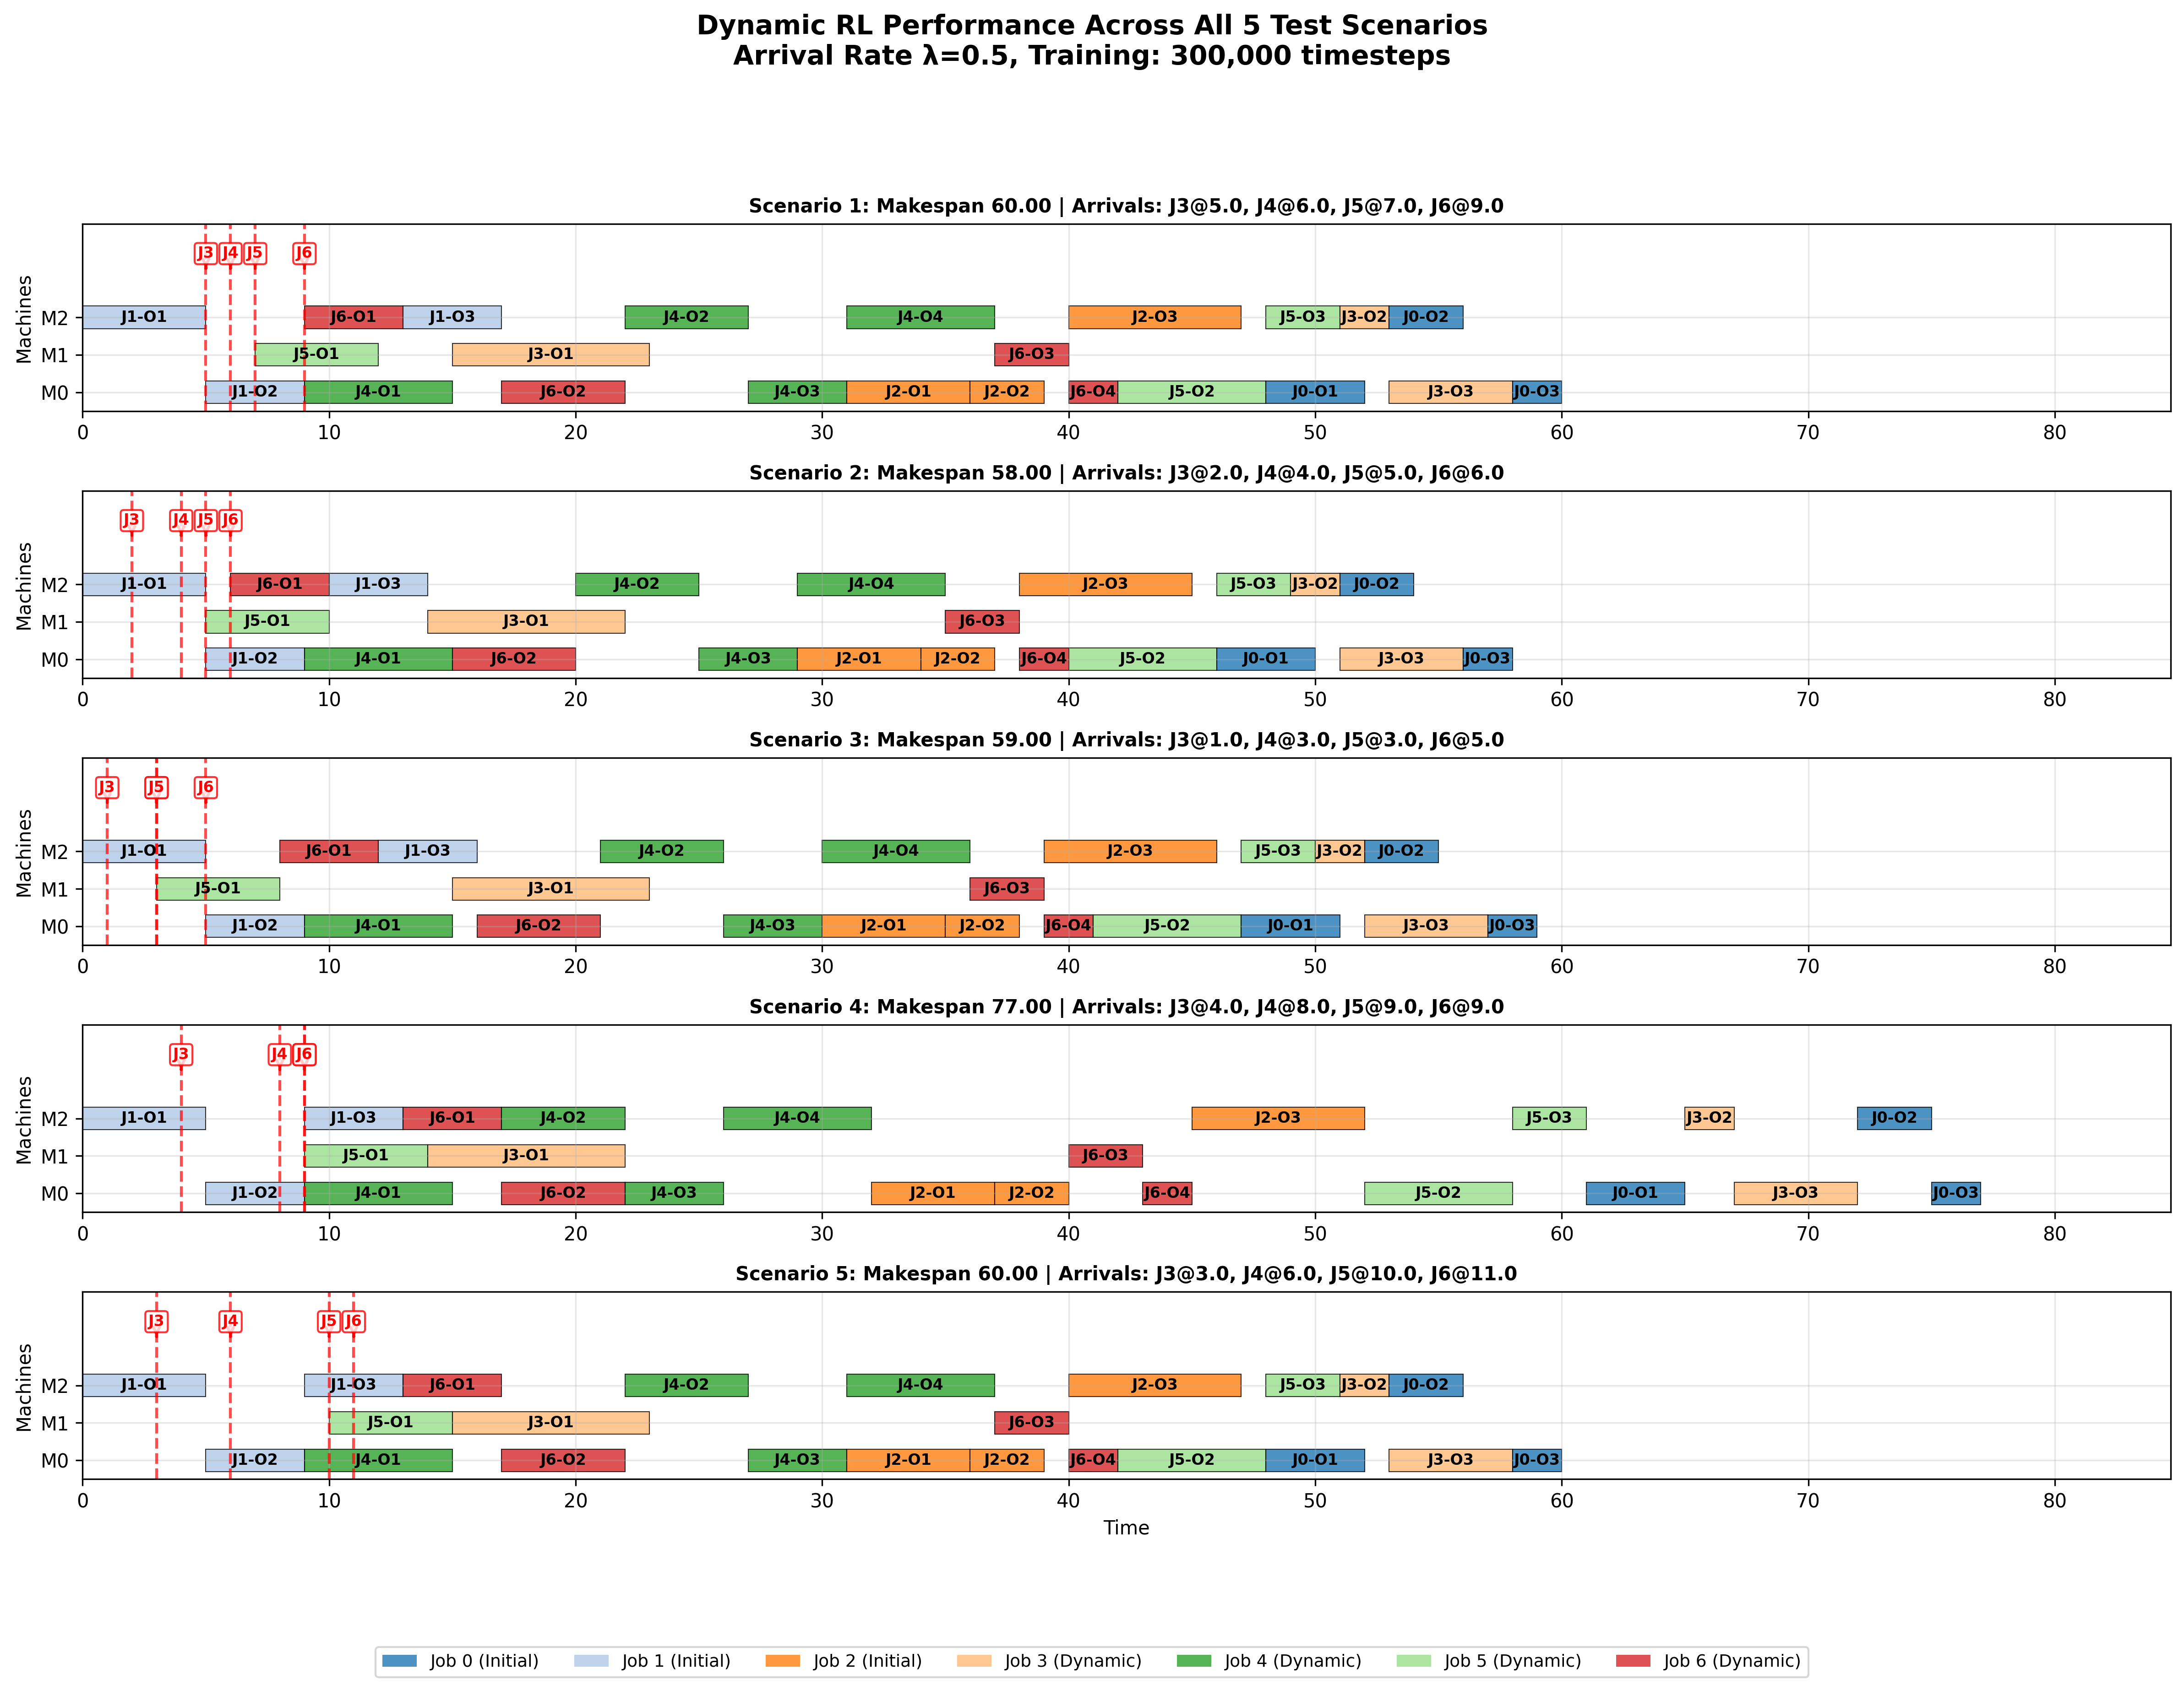 Dynamic RL Performance Across All 5 Test Scenarios
Arrival Rate λ=0.5, Training: 300,000 timesteps
Scenario 1: Makespan 60.00 | Arrivals: J3@5.0, J4@6.0, J5@7.0, J6@9.0
J3 J4 J5 J6
Machines
M2 J1-O1 J6-O1 J1-O3 J4-O2 J4-O4 J2-O3 J5-O3 J3-O2 J0-O2
M1 J5-O1 J3-O1 J6-O3
M0 J1-O2 J4-O1 J6-O2 J4-O3 J2-O1 J2-O2 J6-O4 J5-O2 J0-O1 J3-O3 J0-O3
0 10 20 30 40 50 60 70 80
Scenario 2: Makespan 58.00 | Arrivals: J3@2.0, J4@4.0, J5@5.0, J6@6.0
J3 J4 J5 J6
Machines
M2 J1-O1 J6-O1 J1-O3 J4-O2 J4-O4 J2-O3 J5-O3 J3-O2 J0-O2
M1 J5-O1 J3-O1 J6-O3
M0 J1-O2 J4-O1 J6-O2 J4-O3 J2-O1 J2-O2 J6-O4 J5-O2 J0-O1 J3-O3 J0-O3
0 10 20 30 40 50 60 70 80
Scenario 3: Makespan 59.00 | Arrivals: J3@1.0, J4@3.0, J5@3.0, J6@5.0
J3 J5 J6
Machines
M2 J1-O1 J6-O1 J1-O3 J4-O2 J4-O4 J2-O3 J5-O3 J3-O2 J0-O2
M1 J5-O1 J3-O1 J6-O3
M0 J1-O2 J4-O1 J6-O2 J4-O3 J2-O1 J2-O2 J6-O4 J5-O2 J0-O1 J3-O3 J0-O3
0 10 20 30 40 50 60 70 80
Scenario 4: Makespan 77.00 | Arrivals: J3@4.0, J4@8.0, J5@9.0, J6@9.0
J3 J4 J6
Machines
M2 J1-O1 J1-O3 J6-O1 J4-O2 J4-O4 J2-O3 J5-O3 J3-O2 J0-O2
M1 J5-O1 J3-O1 J6-O3
M0 J1-O2 J4-O1 J6-O2 J4-O3 J2-O1 J2-O2 J6-O4 J5-O2 J0-O1 J3-O3 J0-O3
0 10 20 30 40 50 60 70 80
Scenario 5: Makespan 60.00 | Arrivals: J3@3.0, J4@6.0, J5@10.0, J6@11.0
J3 J4 J5 J6
Machines
M2 J1-O1 J1-O3 J6-O1 J4-O2 J4-O4 J2-O3 J5-O3 J3-O2 J0-O2
M1 J5-O1 J3-O1 J6-O3
M0 J1-O2 J4-O1 J6-O2 J4-O3 J2-O1 J2-O2 J6-O4 J5-O2 J0-O1 J3-O3 J0-O3
0 10 20 30 40 50 60 70 80
Time
Job 0 (Initial) Job 1 (Initial) Job 2 (Initial) Job 3 (Dynamic) Job 4 (Dynamic) Job 5 (Dynamic) Job 6 (Dynamic)